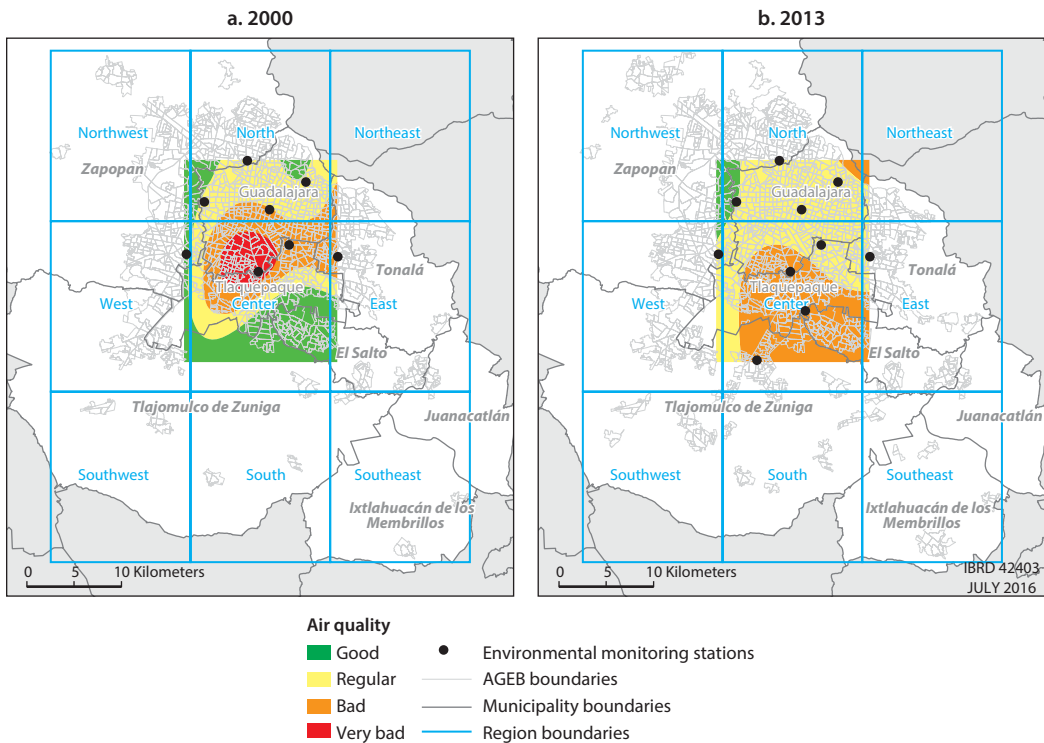 a. 2000
Northwest
North
Northeast
Zapopan
Guadalajara
Tonalá
Tlaquepaque
West
Center
East
El Salto
Tlajomulco de Zuniga
Juanacatlán
Southwest
South
Southeast
Ixtlahuacán de los
Membrillos
0 5 10 Kilometers
b. 2013
Northwest
North
Northeast
Zapopan
Guadalajara
Tonalá
Tlaquepaque
West
Center
East
El Salto
Tlajomulco de Zuniga
Juanacatlán
Southwest
South
Southeast
Ixtlahuacán de los
Membrillos
0 5 10 Kilometers
IBRD 42403
JULY 2016
Air quality
Good
Regular
Bad
Very bad
Environmental monitoring stations
AGEB boundaries
Municipality boundaries
Region boundaries